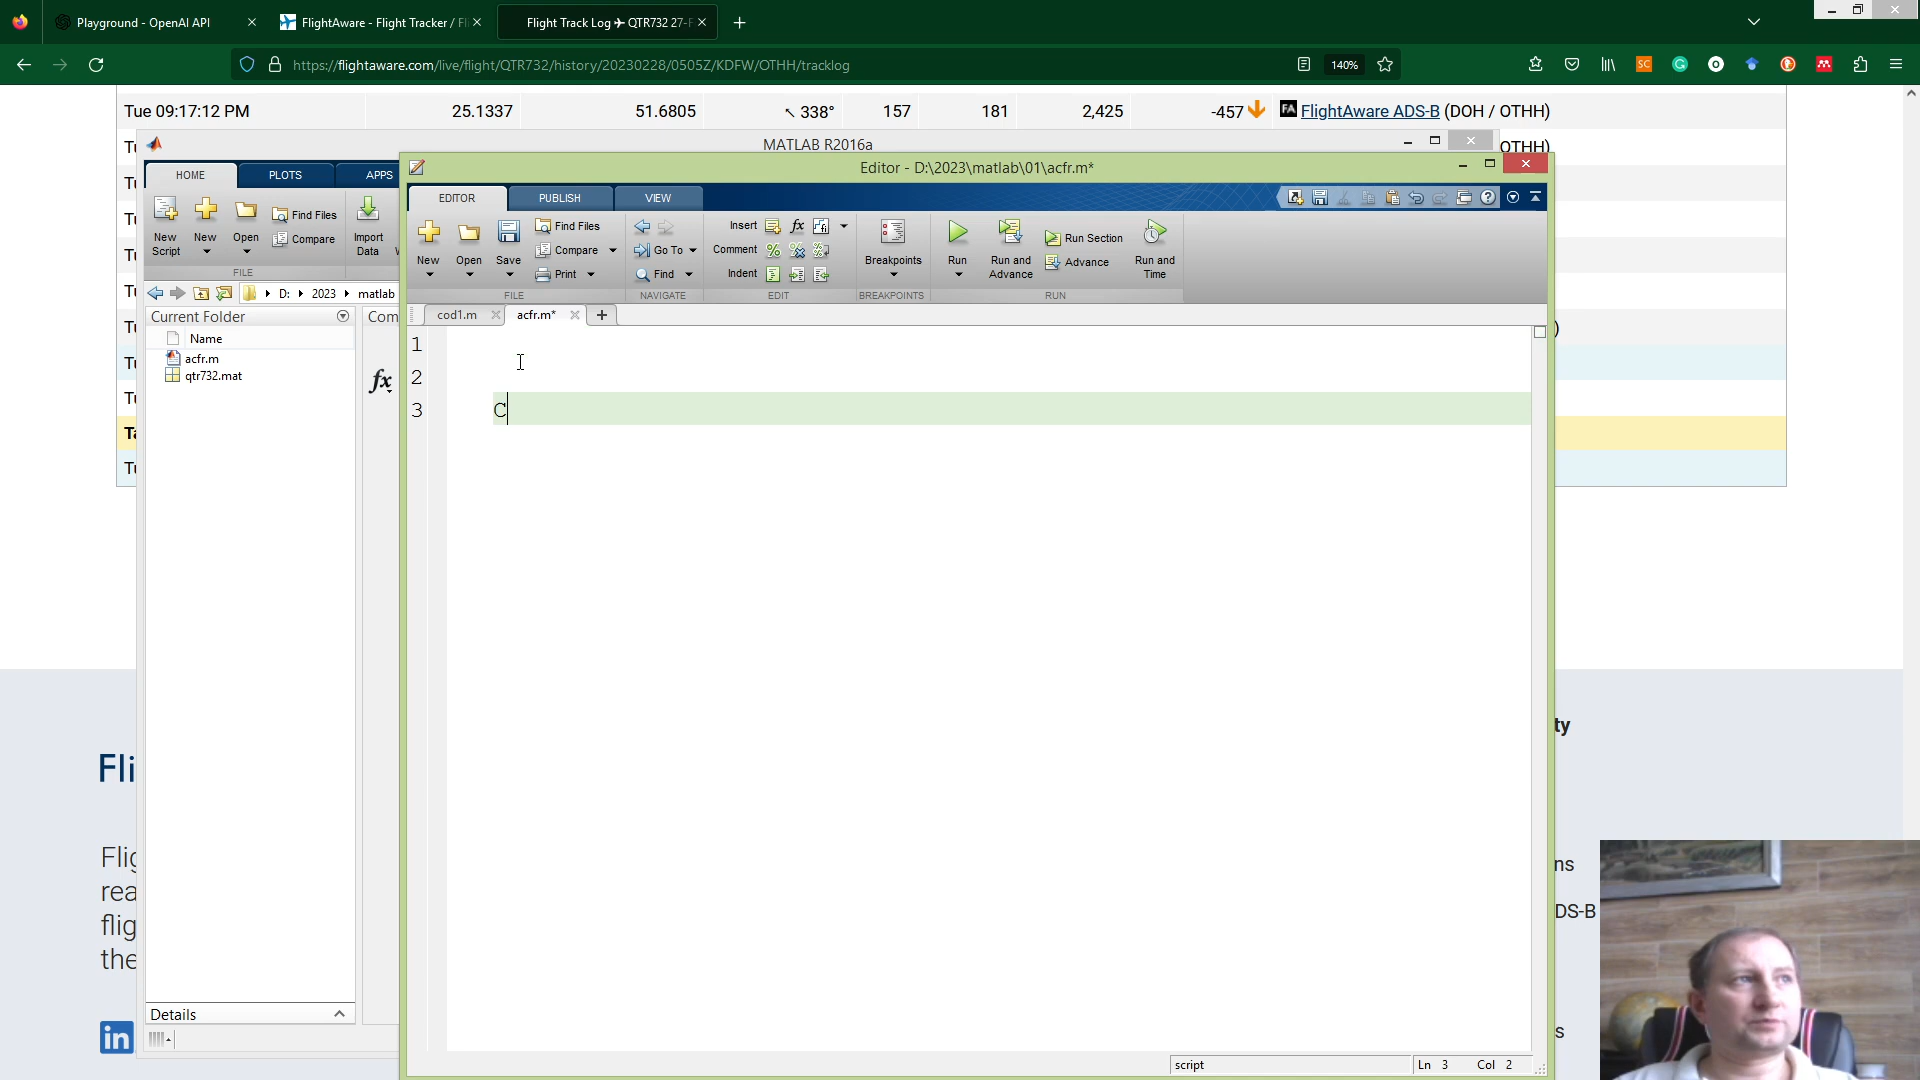 Playground - OpenAI API
FlightAware - Flight Tracker / Fl
Flight Track Log ✈ QTR732 27-F
https://flightaware.com/live/flight/QTR732/history/20230228/0505Z/KDFW/OTHH/tracklog
140%
Tue 09:17:12 PM 25.1337 51.6805 ↖ 338° 157 181 2,425 -457 FlightAware ADS-B (DOH / OTHH)
OTHH)
MATLAB R2016a
HOME PLOTS APPS
New Script
New
Open
Find Files
Compare
Import Data
FILE
D: ▸ 2023 ▸ matlab
Current Folder
Name
acfr.m
qtr732.mat
Com
fx
Details
Editor - D:\2023\matlab\01\acfr.m*
EDITOR PUBLISH VIEW
New
Open
Save
Find Files
Compare
Print
FILE
Go To
Find
NAVIGATE
Insert
Comment
Indent
EDIT
Breakpoints
BREAKPOINTS
Run
Run and Advance
Run Section
Advance
Run and Time
RUN
cod1.m
acfr.m*
1
2
3 C
script Ln 3 Col 2
Fli
Flig
rea
flig
the
in
ty
ns
DS-B
s